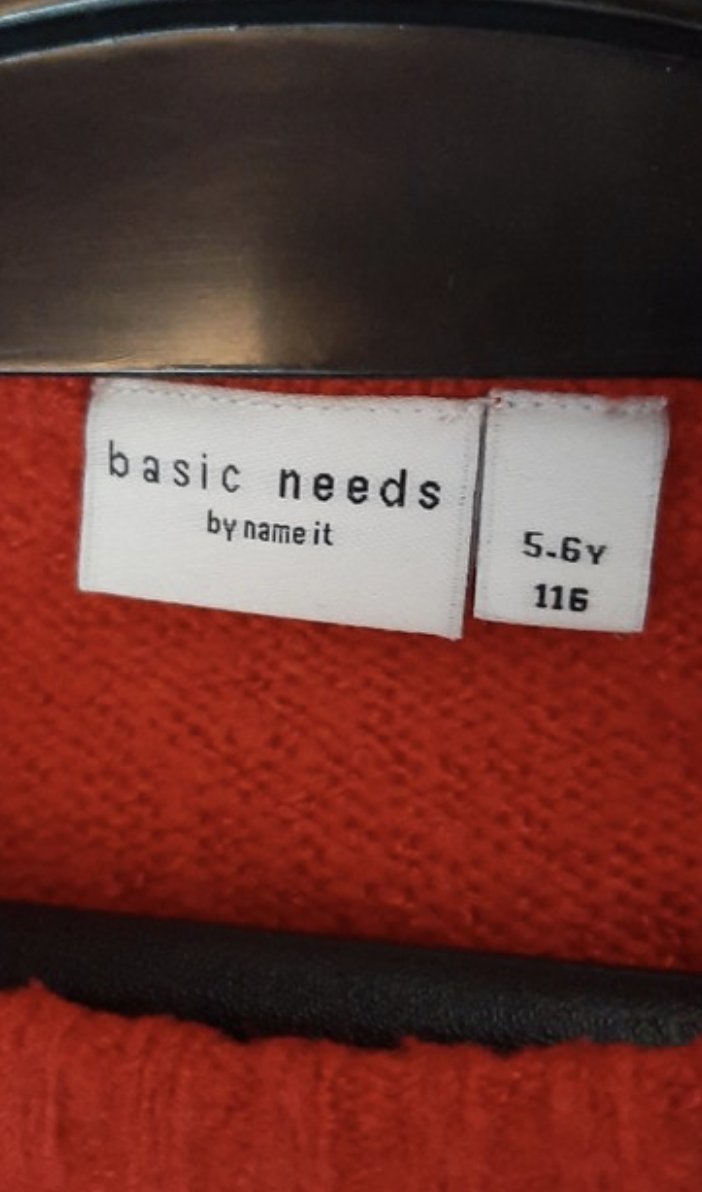 basic needs
by name it
5-6Y
116